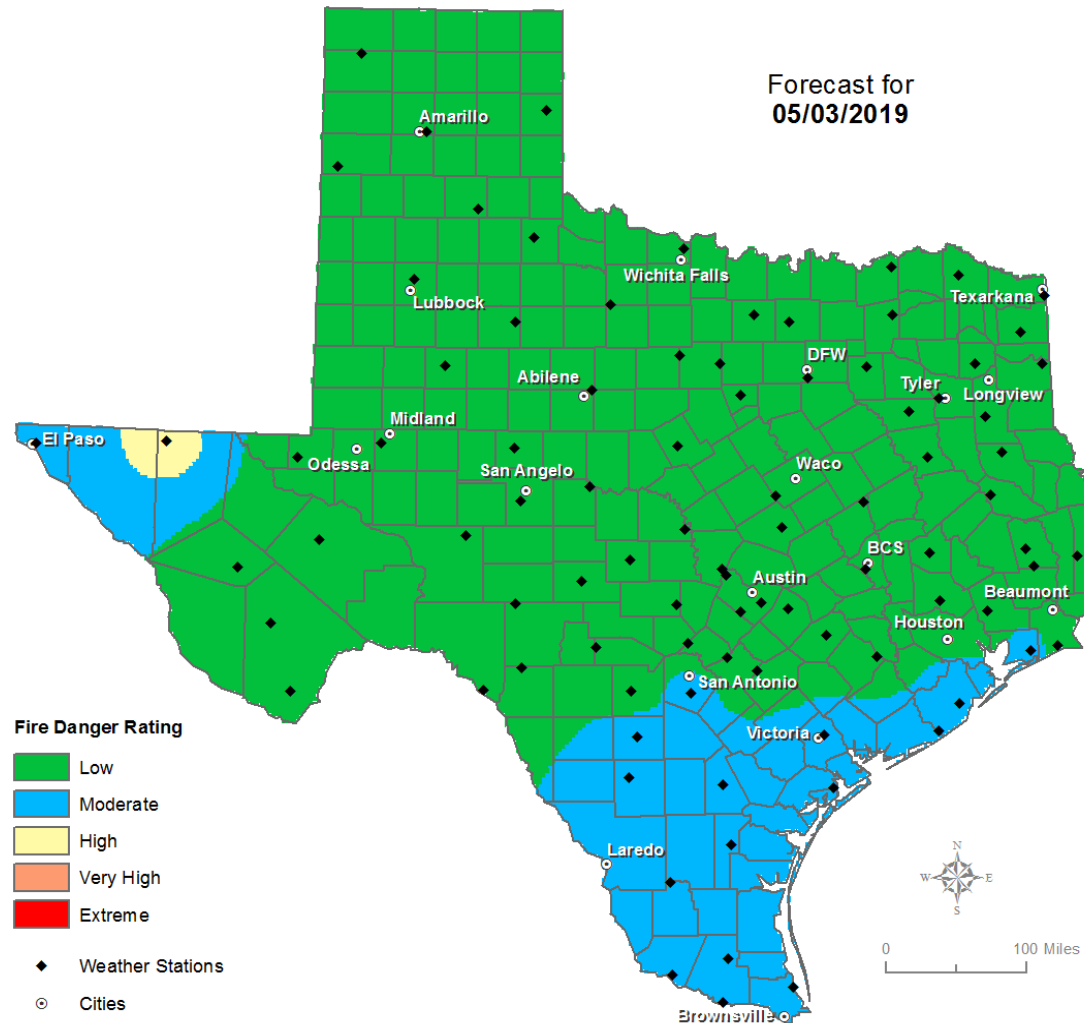 Forecast for
05/03/2019
Amarillo
Wichita Falls
Lubbock
Texarkana
DFW
Abilene
Tyler
Longview
Midland
El Paso
Odessa
San Angelo
Waco
BCS
Austin
Beaumont
Houston
San Antonio
Victoria
Laredo
Brownsville
Fire Danger Rating
Low
Moderate
High
Very High
Extreme
Weather Stations
Cities
N
W E
S
0 100 Miles